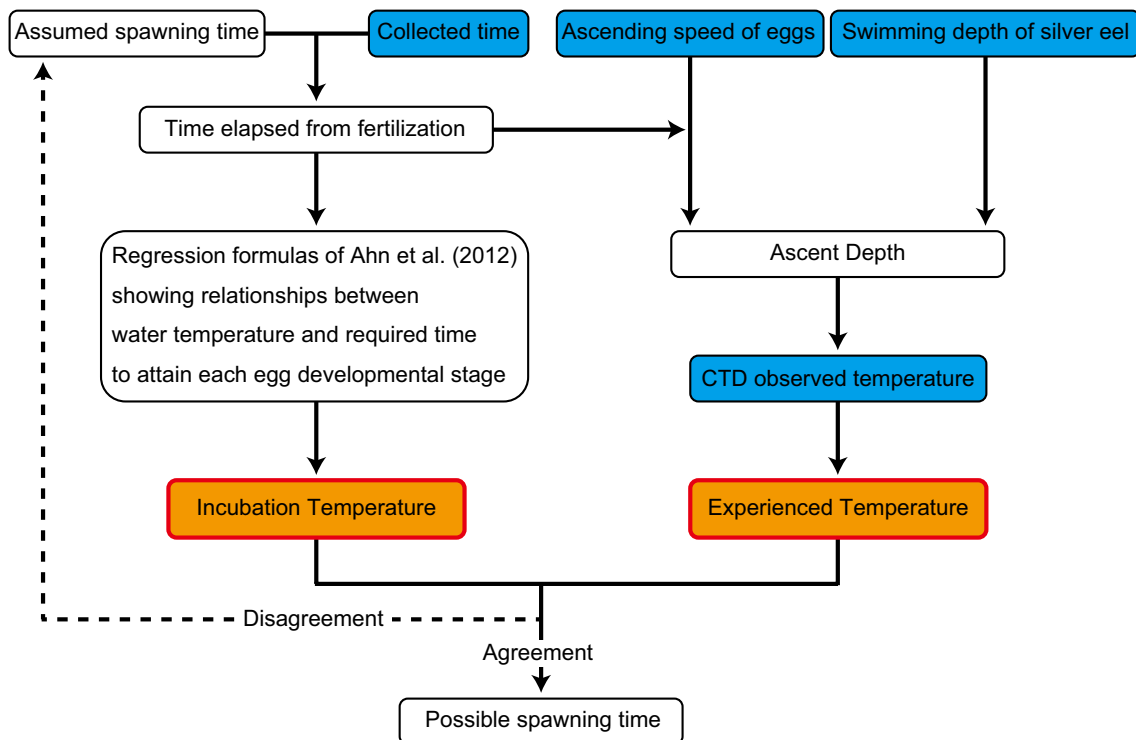 Assumed spawning time
Collected time
Ascending speed of eggs
Swimming depth of silver eel
Time elapsed from fertilization
Regression formulas of Ahn et al. (2012)
showing relationships between
water temperature and required time
to attain each egg developmental stage
Ascent Depth
CTD observed temperature
Incubation Temperature
Experienced Temperature
Disagreement
Agreement
Possible spawning time